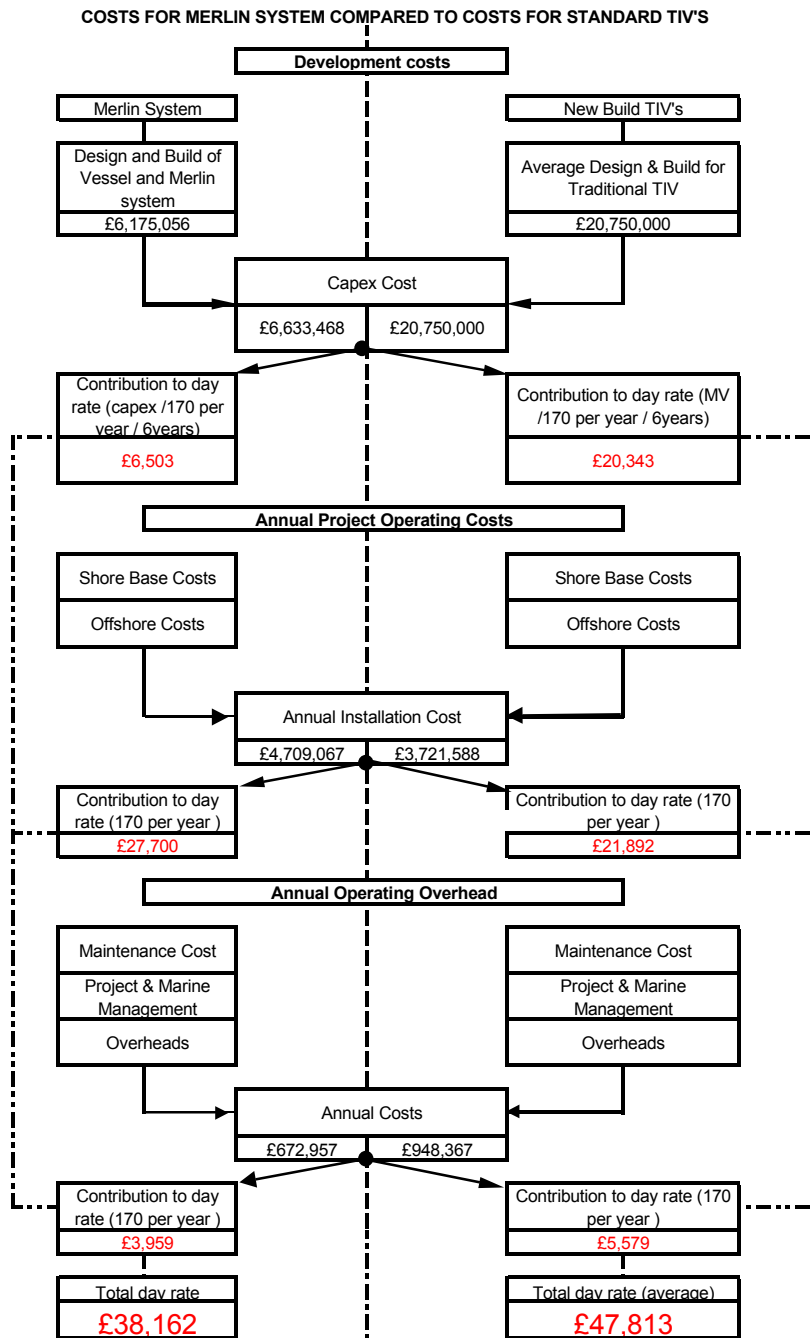 COSTS FOR MERLIN SYSTEM COMPARED TO COSTS FOR STANDARD TIV'S
Development costs
Merlin System
New Build TIV's
Design and Build of
Vessel and Merlin
system
£6,175,056
Average Design & Build for
Traditional TIV
£20,750,000
Capex Cost
£6,633,468
£20,750,000
Contribution to day
rate (capex /170 per
year / 6years)
£6,503
Contribution to day rate (MV
/170 per year / 6years)
£20,343
Annual Project Operating Costs
Shore Base Costs
Offshore Costs
Shore Base Costs
Offshore Costs
Annual Installation Cost
£4,709,067
£3,721,588
Contribution to day
rate (170 per year )
£27,700
Contribution to day rate (170
per year )
£21,892
Annual Operating Overhead
Maintenance Cost
Project & Marine
Management
Overheads
Maintenance Cost
Project & Marine
Management
Overheads
Annual Costs
£672,957
£948,367
Contribution to day
rate (170 per year )
£3,959
Contribution to day rate (170
per year )
£5,579
Total day rate
£38,162
Total day rate (average)
£47,813